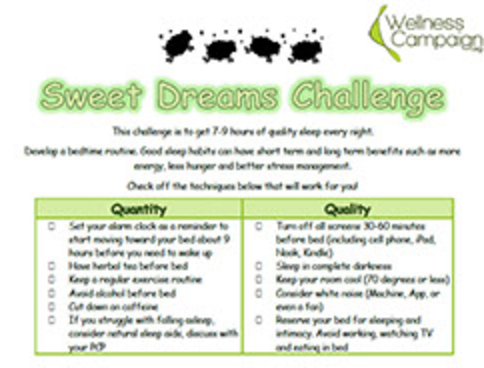 Wellness
Campaign
Sweet Dreams Challenge
This challenge is to get 7-9 hours of quality sleep every night.
Develop a bedtime routine. Good sleep habits can have short term and long term benefits such as more
energy, less hunger and better stress management.
Check off the techniques below that will work for you!
Quantity
Set your alarm clock as a reminder to
start moving toward your bed about 9
hours before you need to wake up
Have herbal tea before bed
Keep a regular exercise routine
Avoid alcohol before bed
Cut down on caffeine
If you struggle with falling asleep,
consider natural sleep aids, discuss with
your PCP
Quality
Turn off all screens 30-60 minutes
before bed (including cell phone, iPad,
Nook, Kindle)
Sleep in complete darkness
Keep your room cool (70 degrees or less)
Consider white noise (Machine, App, or
even a fan)
Reserve your bed for sleeping and
intimacy. Avoid working, watching TV
and eating in bed